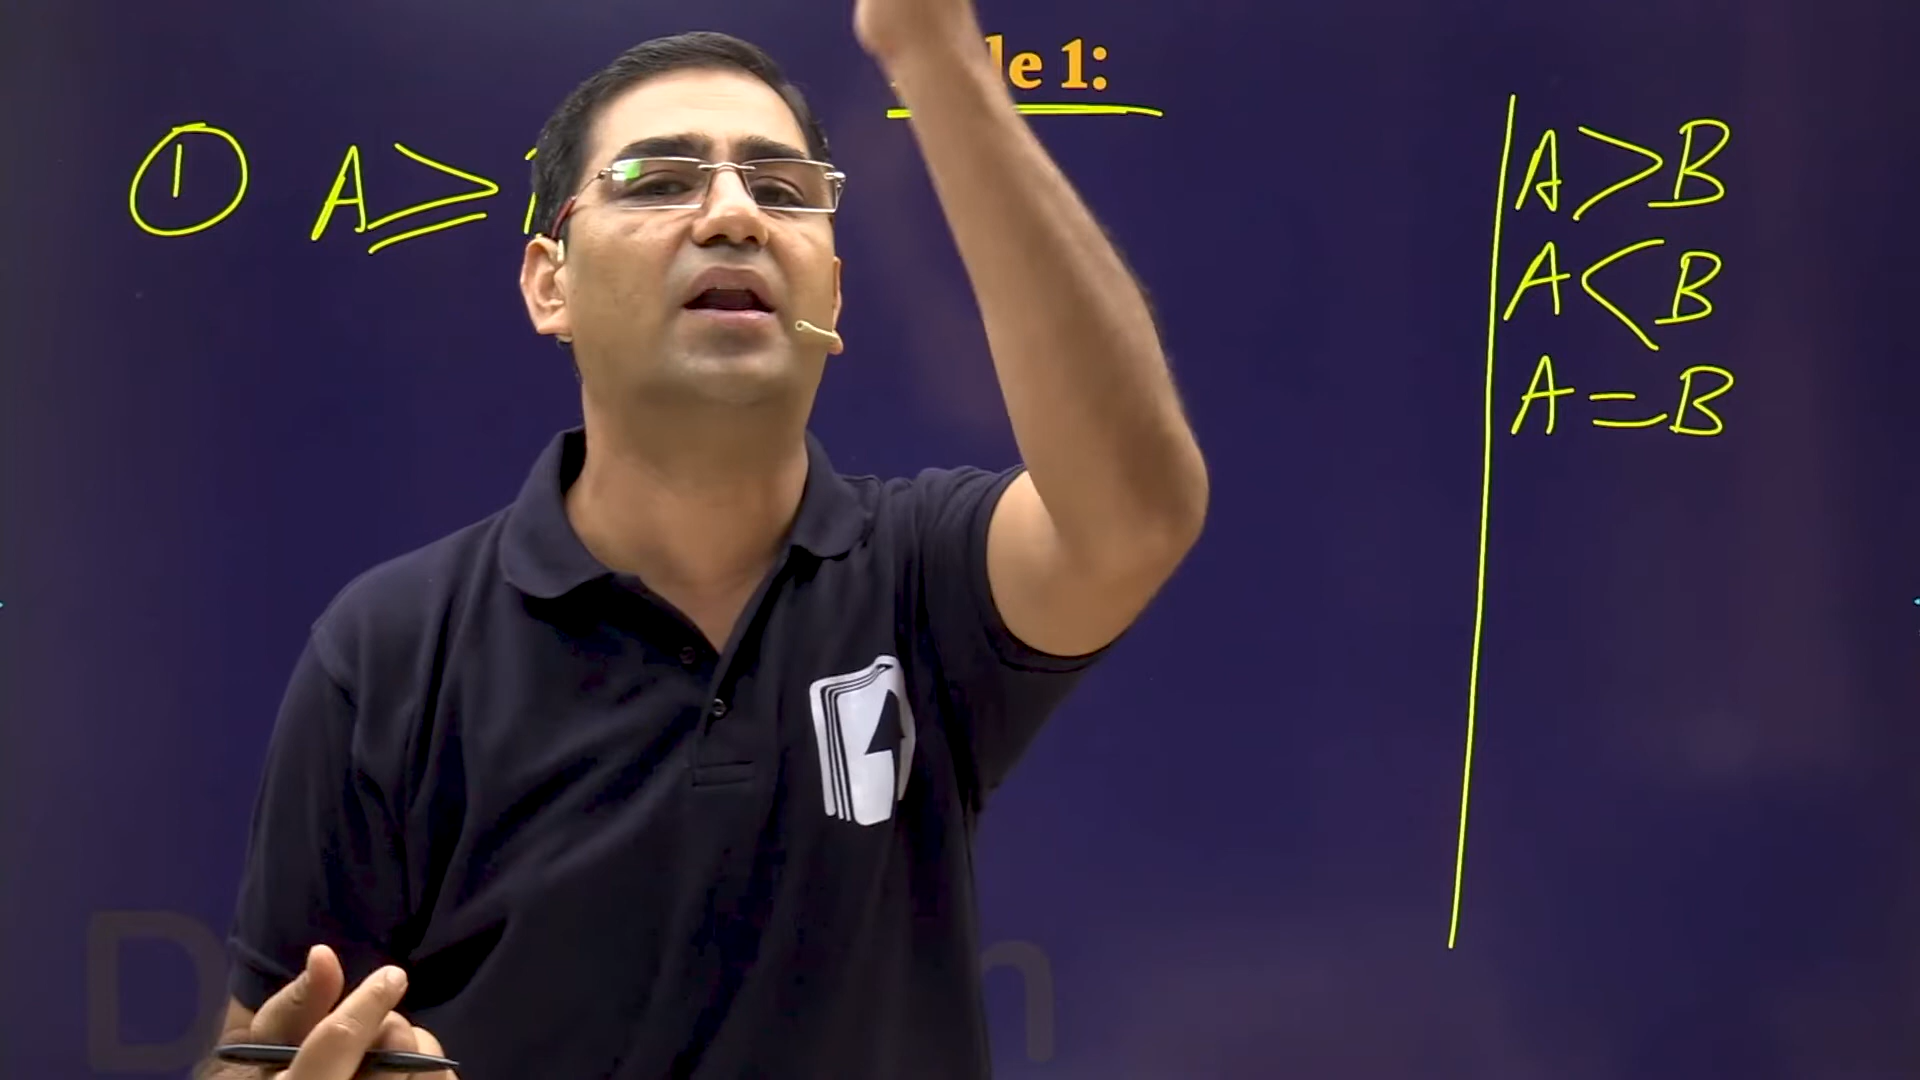 le 1:
① A ≥
A > B
A < B
A = B